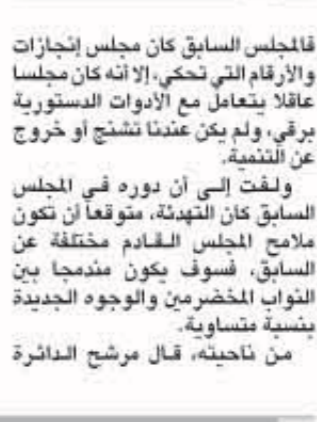 فالمجلس السابق كان مجلس إنجازات
والأرقام التي تحكي، إلا أنه كان مجلسا
عاقلا يتعامل مع الأدوات الدستورية
برقي، ولم يكن عندنا تشنج أو خروج
عن التنمية.
ولفت إلى أن دوره في المجلس
السابق كان التهدئة، متوقعا أن تكون
ملامح المجلس القادم مختلفة عن
السابق، فسوف يكون مندمجا بين
النواب المخضرمين والوجوه الجديدة
بنسبة متساوية.
من ناحيته، قال مرشح الدائرة